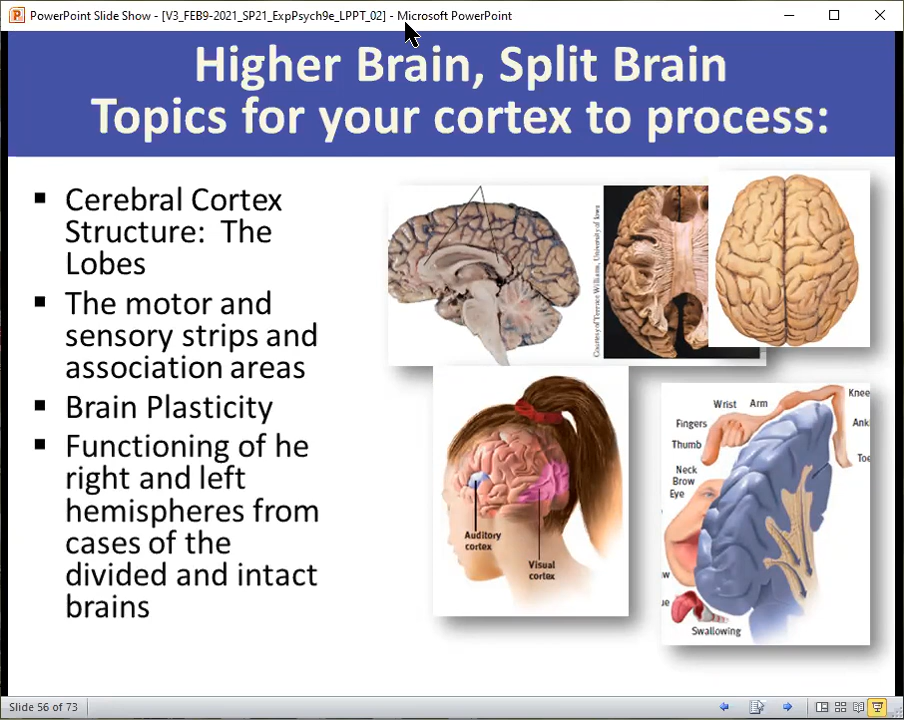 PowerPoint Slide Show - [V3_FEB9-2021_SP21_ExpPsych9e_LPPT_02] - Microsoft PowerPoint
Higher Brain, Split Brain
Topics for your cortex to process:
▪ Cerebral Cortex
Structure: The
Lobes
▪ The motor and
sensory strips and
association areas
▪ Brain Plasticity
▪ Functioning of he
right and left
hemispheres from
cases of the
divided and intact
brains
Courtesy of Terrence Williams, University of Iowa
Auditory
cortex
Visual
cortex
Wrist Arm
Knee
Fingers
Thumb
Neck
Brow
Eye
Swallowing
Slide 56 of 73